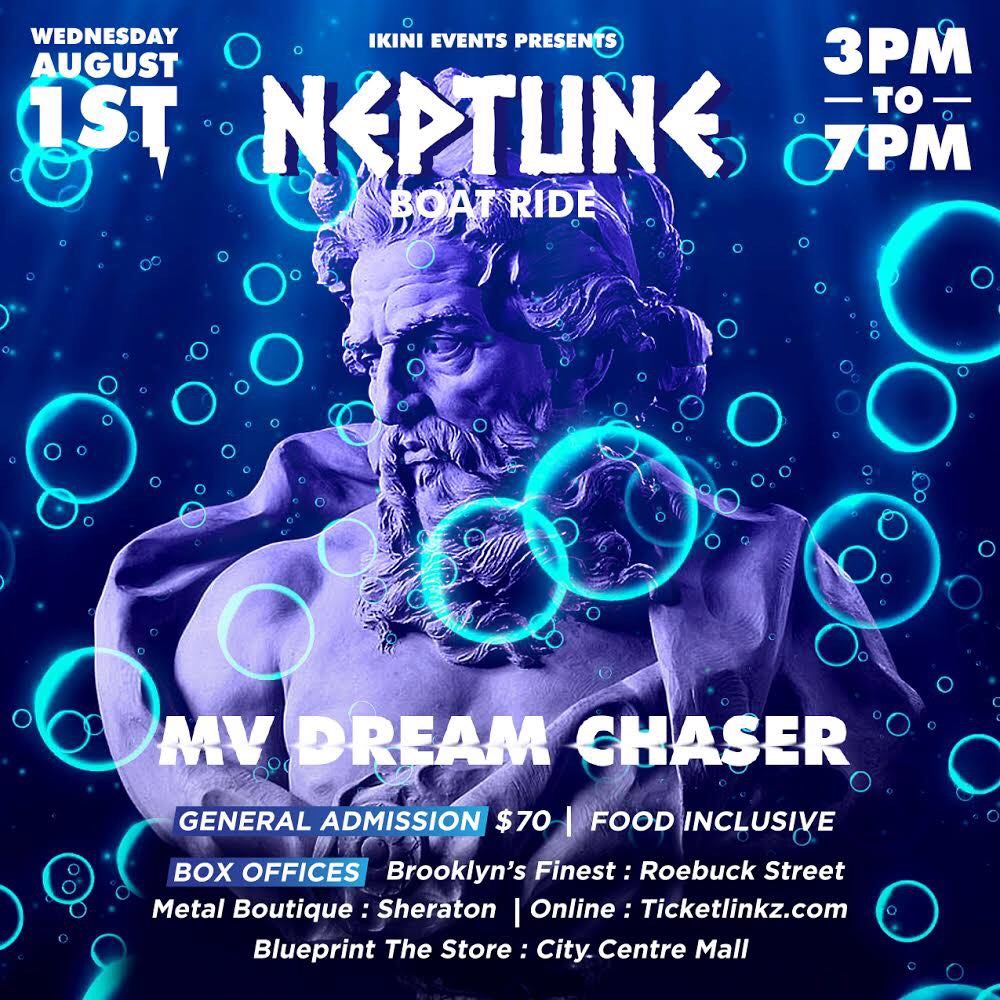 WEDNESDAY
AUGUST
1ST
IKINI EVENTS PRESENTS
NEPTUNE
BOAT RIDE
3PM
TO
7PM
MV DREAM CHASER
GENERAL ADMISSION $70 | FOOD INCLUSIVE
BOX OFFICES Brooklyn's Finest : Roebuck Street
Metal Boutique : Sheraton | Online : Ticketlinkz.com
Blueprint The Store : City Centre Mall